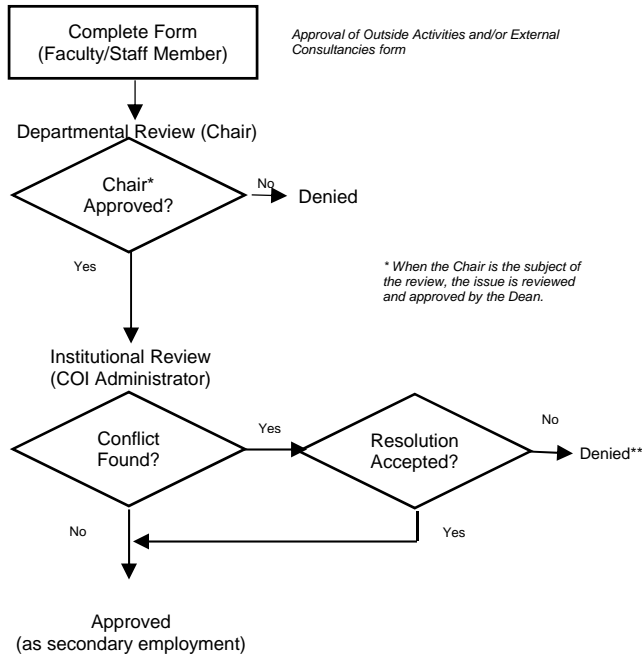 Complete Form
(Faculty/Staff Member)
Approval of Outside Activities and/or External
Consultancies form
Departmental Review (Chair)
Chair*
Approved?
No
Denied
Yes
* When the Chair is the subject of
the review, the issue is reviewed
and approved by the Dean.
Institutional Review
(COI Administrator)
Conflict
Found?
Yes
Resolution
Accepted?
No
Denied**
No
Yes
Approved
(as secondary employment)